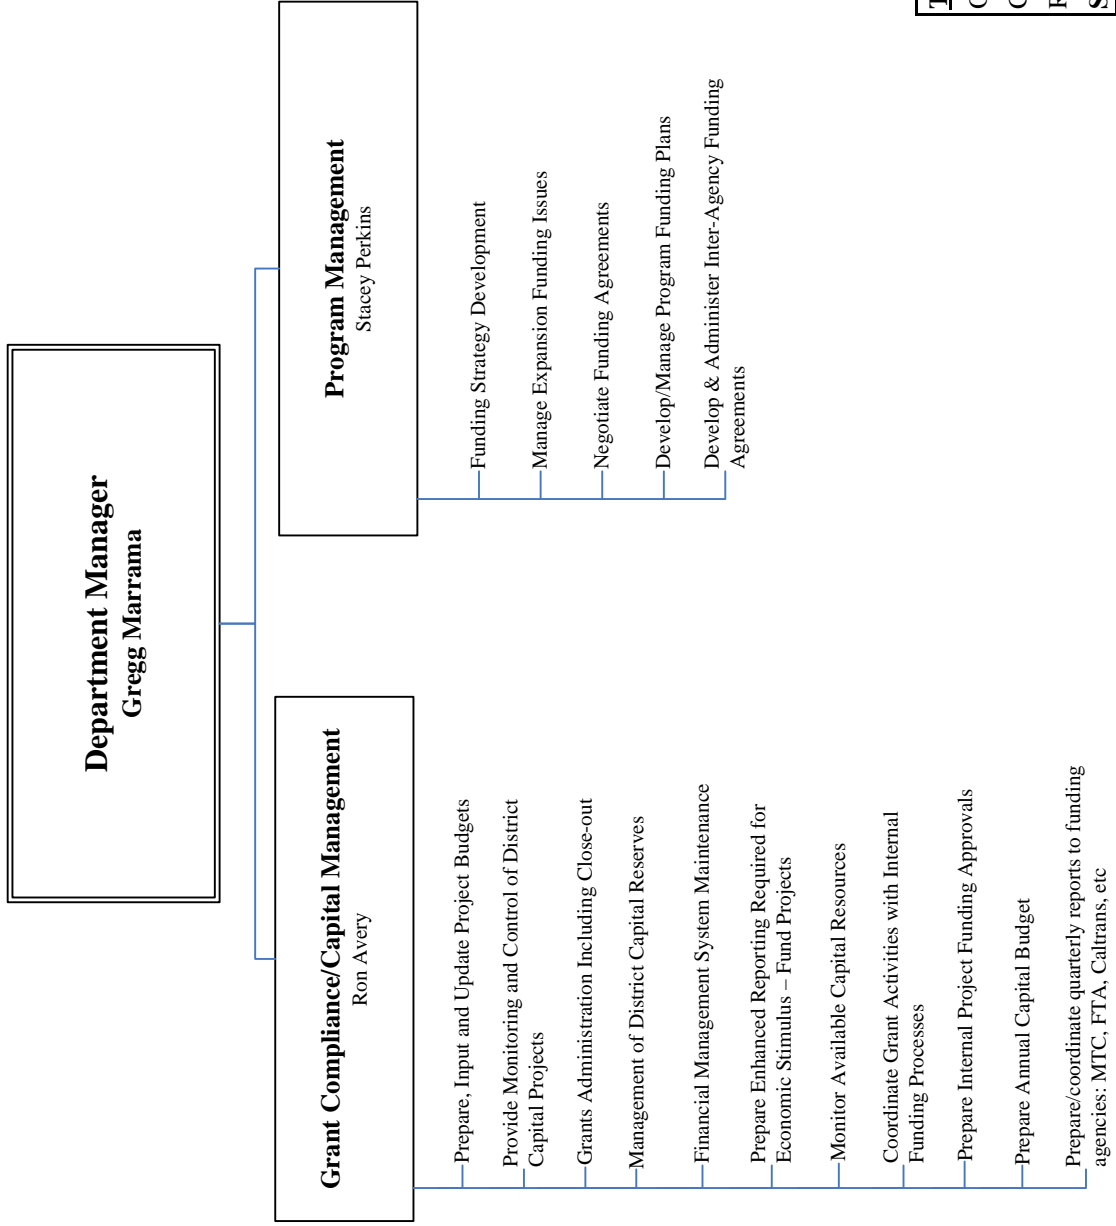 Department Manager
Gregg Marrama
Grant Compliance/Capital Management
Ron Avery
Prepare, Input and Update Project Budgets
Provide Monitoring and Control of District
Capital Projects
Grants Administration Including Close-out
Management of District Capital Reserves
Financial Management System Maintenance
Prepare Enhanced Reporting Required for
Economic Stimulus – Fund Projects
Monitor Available Capital Resources
Coordinate Grant Activities with Internal
Funding Processes
Prepare Internal Project Funding Approvals
Prepare Annual Capital Budget
Prepare/coordinate quarterly reports to funding
agencies: MTC, FTA, Caltrans, etc
Program Management
Stacey Perkins
Funding Strategy Development
Manage Expansion Funding Issues
Negotiate Funding Agreements
Develop/Manage Program Funding Plans
Develop & Administer Inter-Agency Funding
Agreements